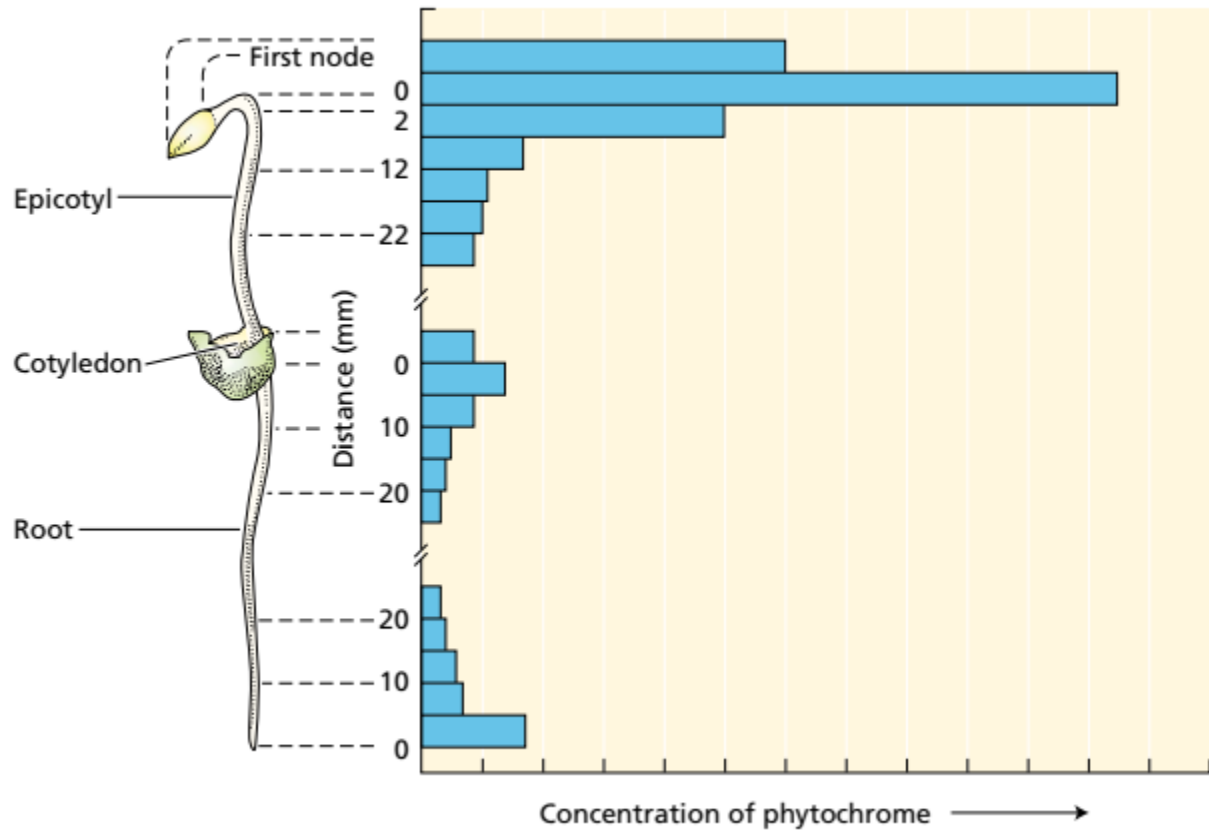 First node
0
2
12
Epicotyl
22
Distance (mm)
Cotyledon
0
10
20
Root
20
10
0
Concentration of phytochrome